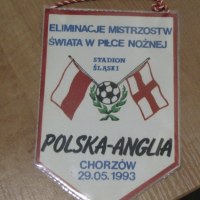 ELIMINACJE MISTRZOSTW
ŚWIATA W PIŁCE NOŻNEJ
STADION
ŚLĄSKI
POLSKA-ANGLIA
CHORZÓW
29.05.1993